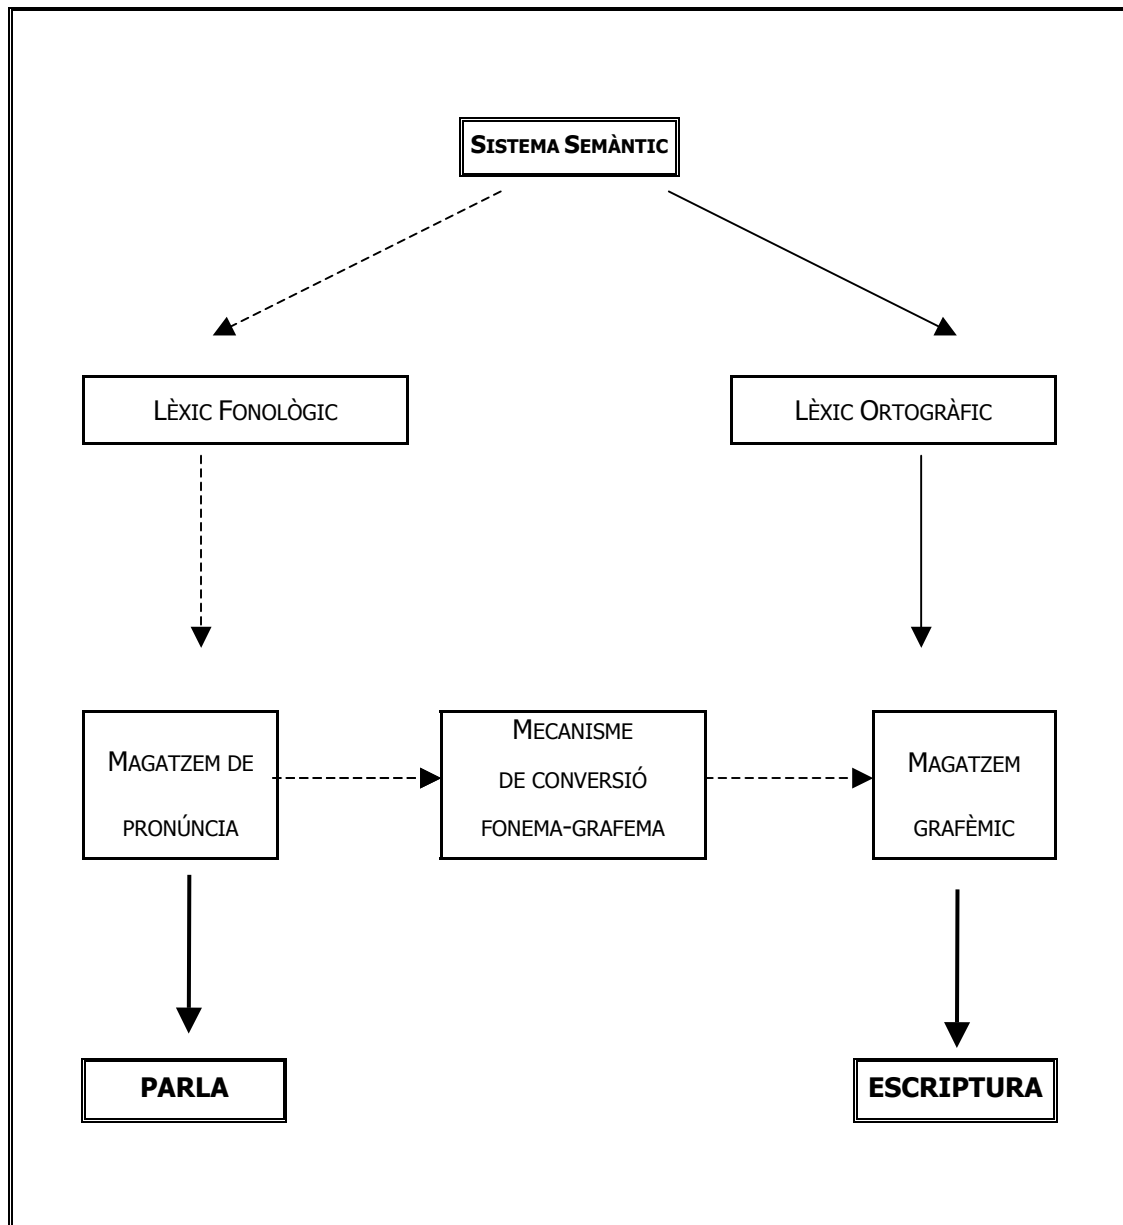 SISTEMA SEMÀNTIC
LÈXIC FONOLÒGIC
LÈXIC ORTOGRÀFIC
MAGATZEM DE
PRONÚNCIA
MECANISME
DE CONVERSIÓ
FONEMA-GRAFEMA
MAGATZEM
GRAFÈMIC
PARLA
ESCRIPTURA